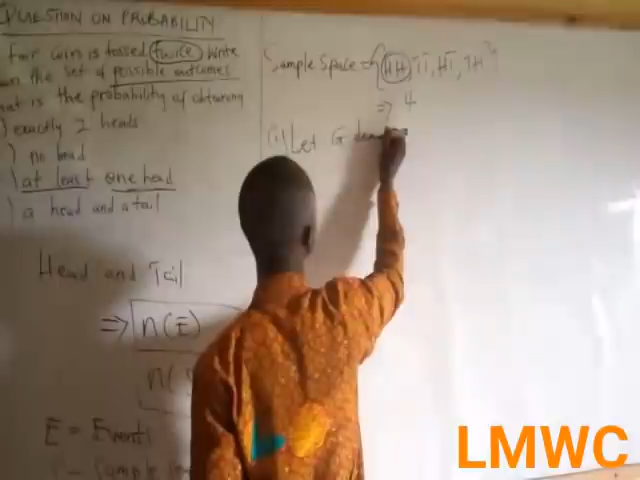 QUESTION ON PROBABILITY
fair coin is tossed twice write
the set of possible outcomes
is the probability of obtaining
) exactly 2 heads
) no head
) at least one head
) a head and a tail
Head and Tail
⇒ n(E)
n(
E = Events
Sample
Sample Space = {HH, TT, HT, TH}
⇒ 4
(i) Let G
LMWC